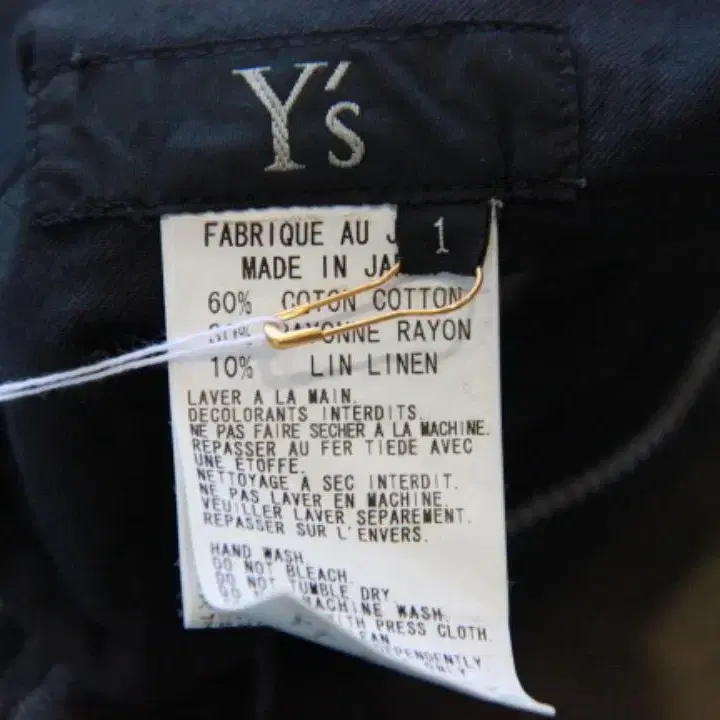 Y's
1
FABRIQUE AU
MADE IN
60% COTON COTTON
RAYON
10% LIN LINEN
LAVER A LA MAIN.
DECOLORANTS INTERDITS.
NE PAS FAIRE SECHER A LA MACHINE.
REPASSER AU FER TIEDE AVEC
UNE ETOFFE.
NETTOYAGE A SEC INTERDIT.
NE PAS LAVER EN MACHINE.
VEUILLER LAVER SEPAREMENT.
REPASSER SUR L'ENVERS.
HAND WASH.
DO NOT BLEACH.
DO NOT TUMBLE DRY.
MACHINE WASH.
WITH PRESS CLOTH.